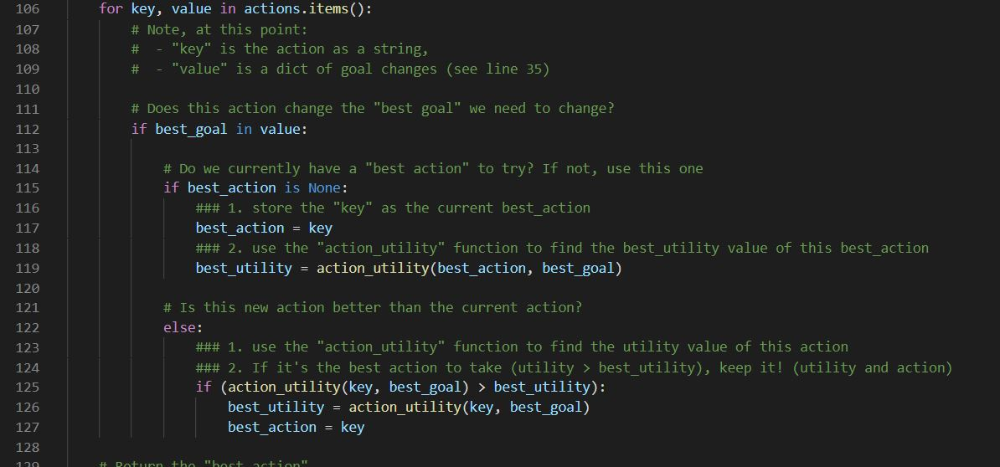 106 for key, value in actions.items():
107 # Note, at this point:
108 #  - "key" is the action as a string,
109 #  - "value" is a dict of goal changes (see line 35)
110
111 # Does this action change the "best goal" we need to change?
112 if best_goal in value:
113
114 # Do we currently have a "best action" to try? If not, use this one
115 if best_action is None:
116 ### 1. store the "key" as the current best_action
117 best_action = key
118 ### 2. use the "action_utility" function to find the best_utility value of this best_action
119 best_utility = action_utility(best_action, best_goal)
120
121 # Is this new action better than the current action?
122 else:
123 ### 1. use the "action_utility" function to find the utility value of this action
124 ### 2. If it's the best action to take (utility > best_utility), keep it! (utility and action)
125 if (action_utility(key, best_goal) > best_utility):
126 best_utility = action_utility(key, best_goal)
127 best_action = key
128
129 # Return the "best action"